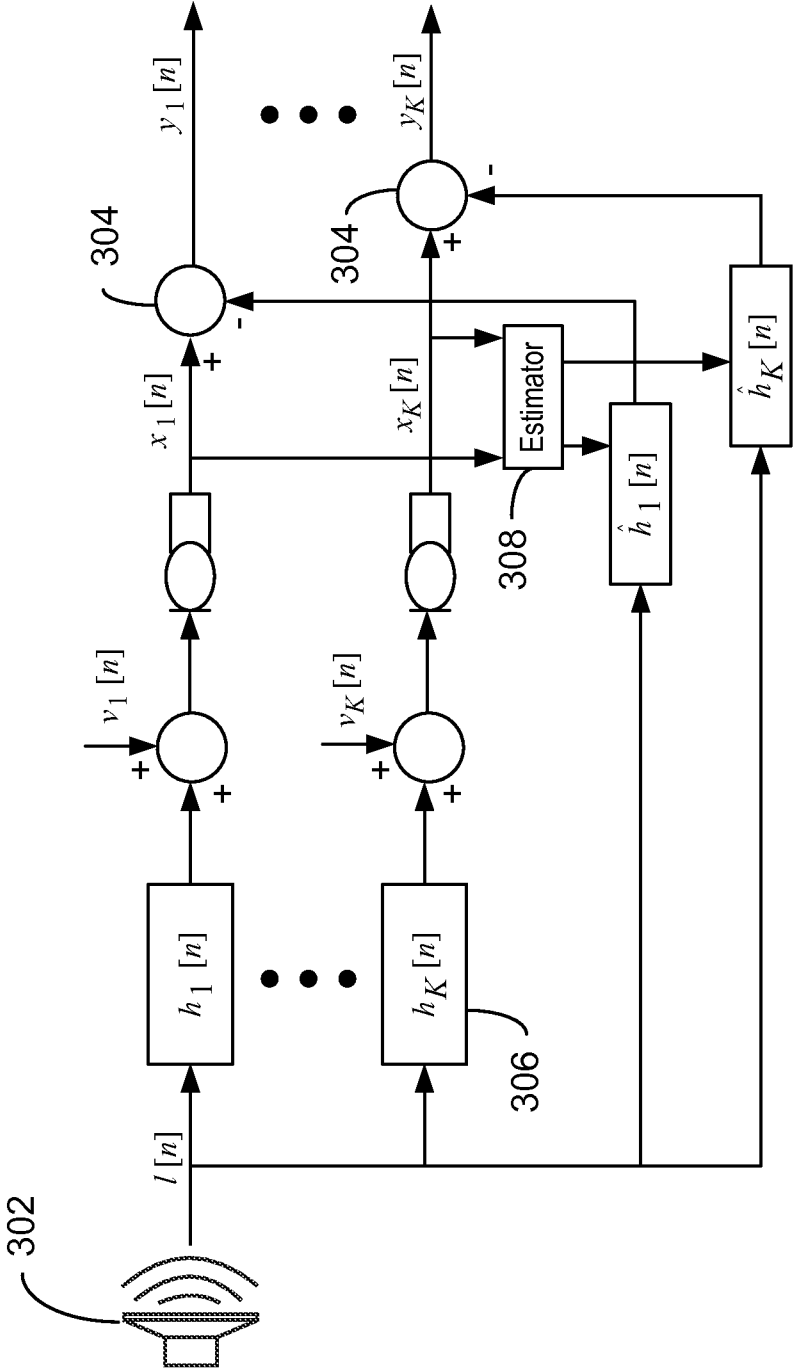 302
l [n]
h1 [n]
hK [n]
306
v1 [n]
vK [n]
+
+
+
+
x1 [n]
xK [n]
308
Estimator
ĥ1 [n]
ĥK [n]
304
304
+
-
+
-
y1 [n]
yK [n]